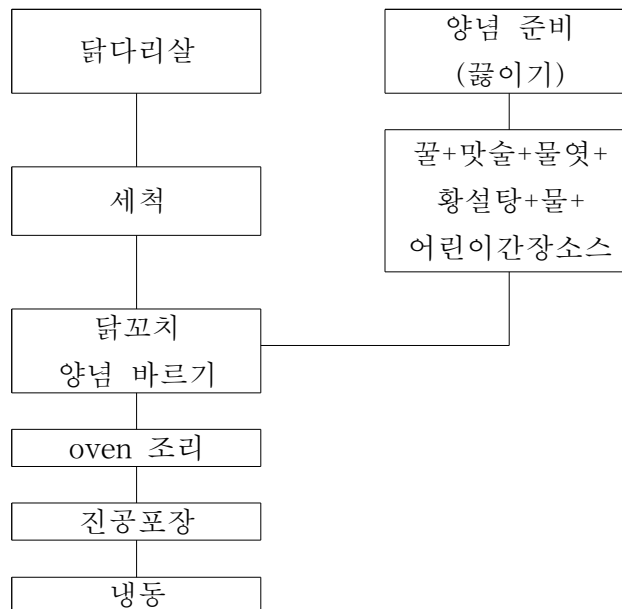 닭다리살
세척
닭꼬치
양념 바르기
oven 조리
진공포장
냉동
양념 준비
(끓이기)
꿀+맛술+물엿+
황설탕+물+
어린이간장소스